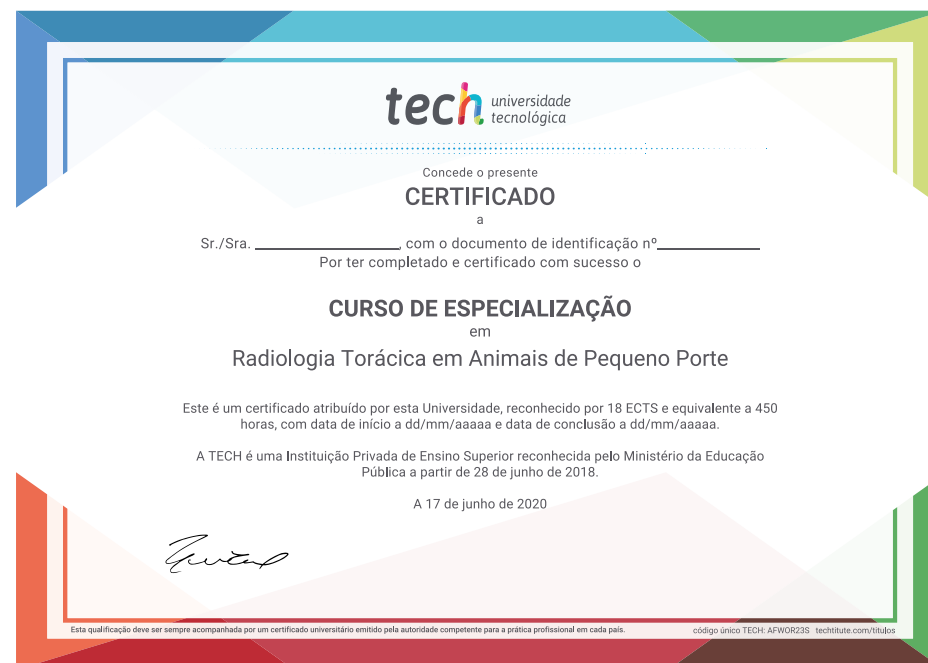 tech universidade
tecnológica
Concede o presente
CERTIFICADO
a
Sr./Sra. ____________, com o documento de identificação nº____________
Por ter completado e certificado com sucesso o
CURSO DE ESPECIALIZAÇÃO
em
Radiologia Torácica em Animais de Pequeno Porte
Este é um certificado atribuído por esta Universidade, reconhecido por 18 ECTS e equivalente a 450
horas, com data de início a dd/mm/aaaaa e data de conclusão a dd/mm/aaaaa.
A TECH é uma Instituição Privada de Ensino Superior reconhecida pelo Ministério da Educação
Pública a partir de 28 de junho de 2018.
A 17 de junho de 2020
Esta qualificação deve ser sempre acompanhada por um certificado universitário emitido pela autoridade competente para a prática profissional em cada país.
código único TECH: AFWOR23S techtitute.com/titulos